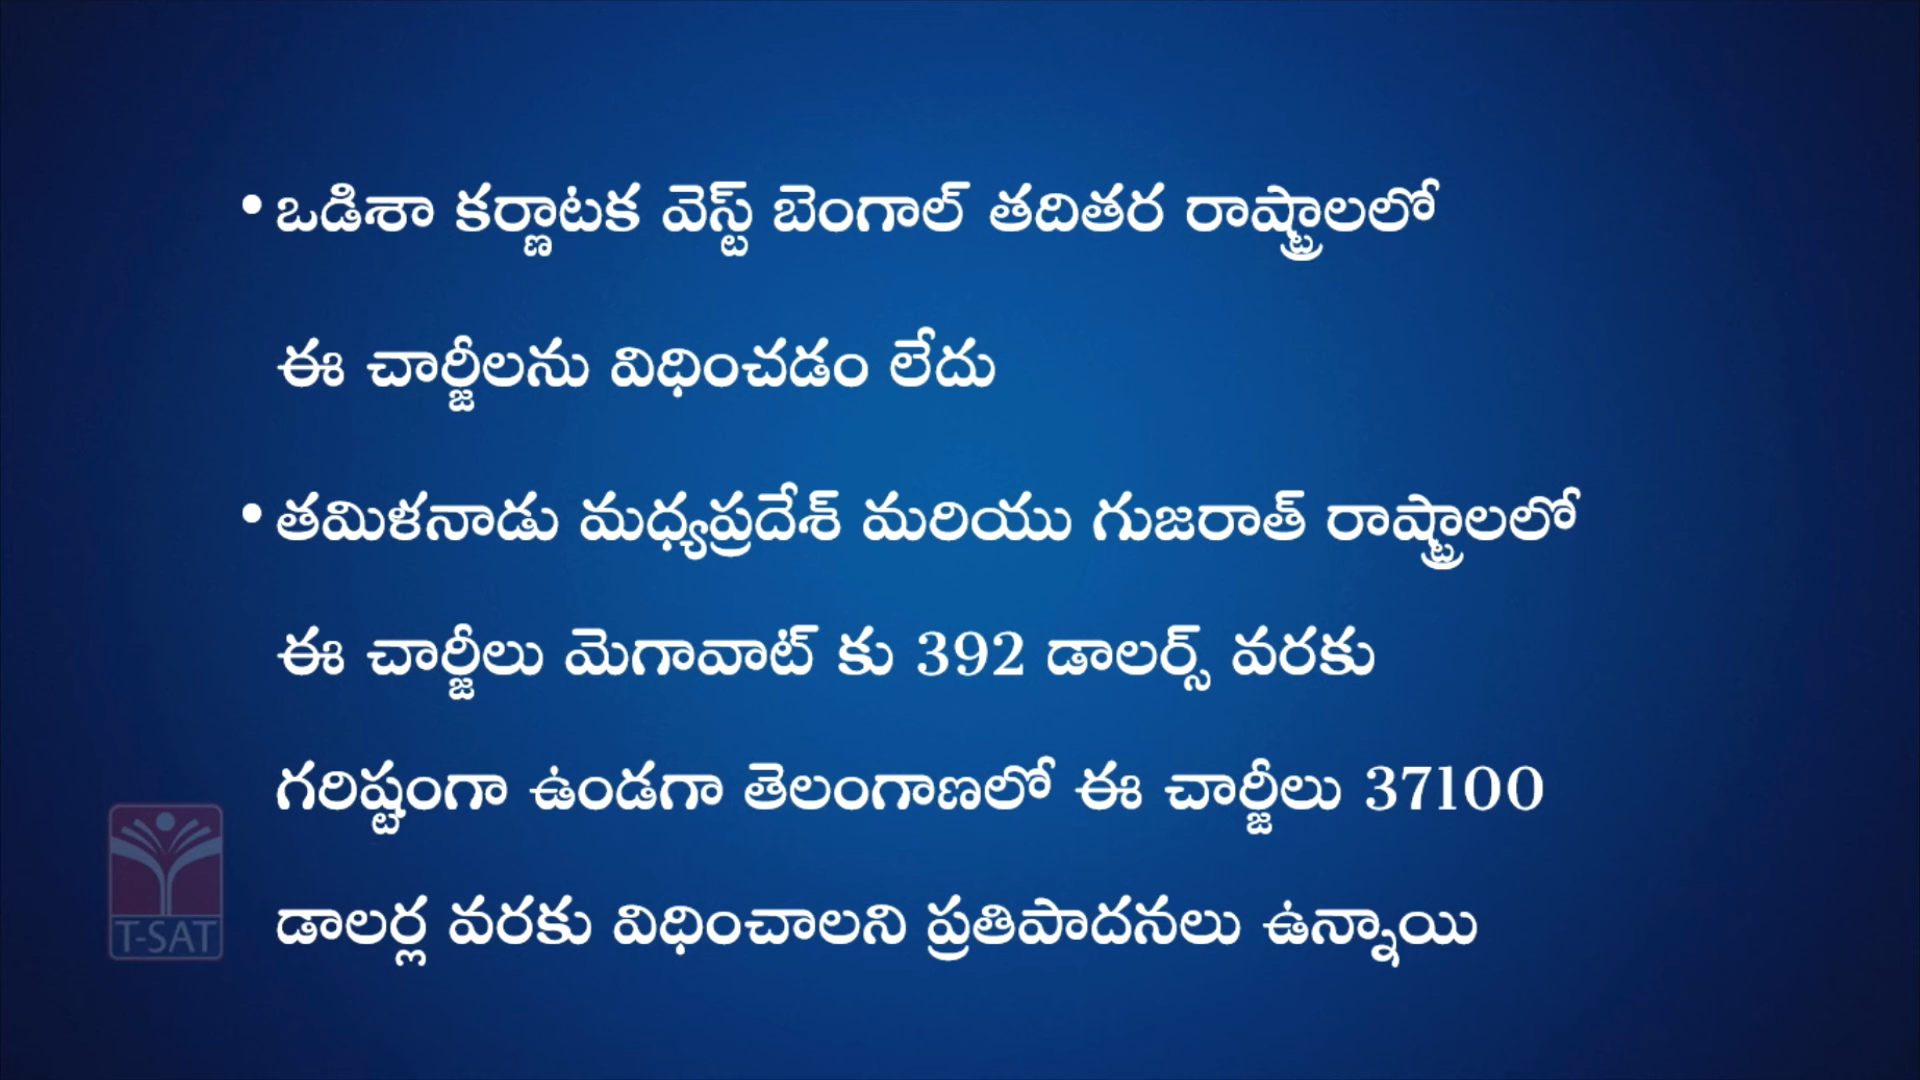 • ఒడిశా కర్ణాటక వెస్ట్ బెంగాల్ తదితర రాష్ట్రాలలో
ఈ చార్జీలను విధించడం లేదు
• తమిళనాడు మధ్యప్రదేశ్ మరియు గుజరాత్ రాష్ట్రాలలో
ఈ చార్జీలు మెగావాట్ కు 392 డాలర్స్ వరకు
గరిష్టంగా ఉండగా తెలంగాణలో ఈ చార్జీలు 37100
డాలర్ల వరకు విధించాలని ప్రతిపాదనలు ఉన్నాయి
T-SAT